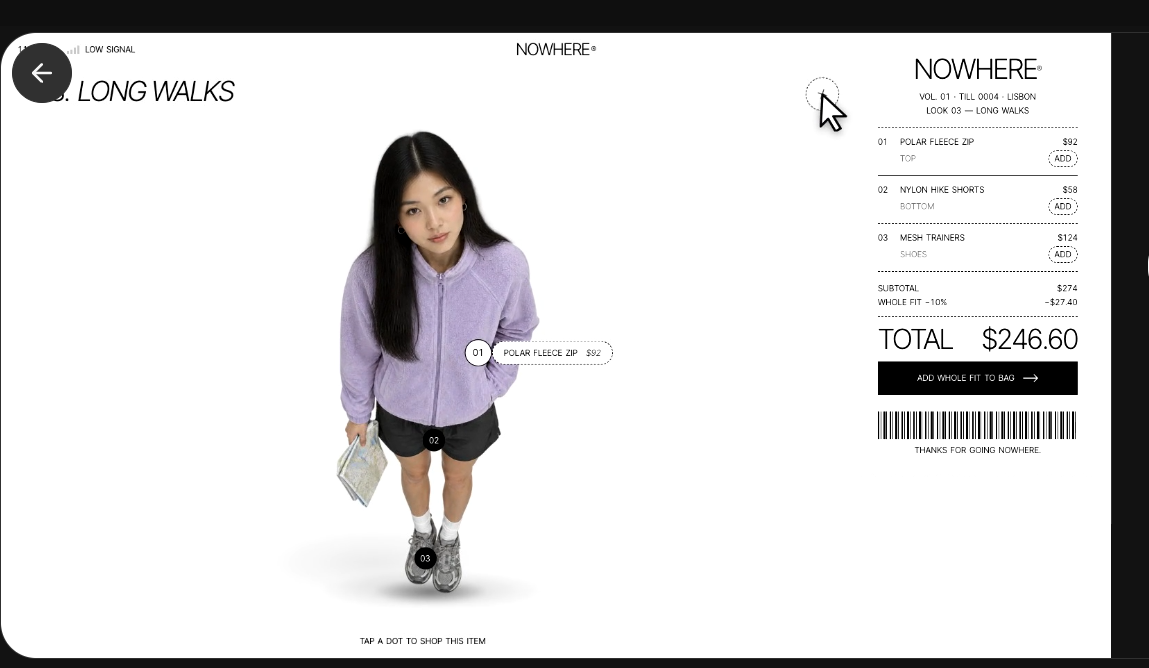 LOW SIGNAL
NOWHERE®
. LONG WALKS
01
POLAR FLEECE ZIP $92
02
03
TAP A DOT TO SHOP THIS ITEM
NOWHERE®
VOL. 01 · TILL 0004 · LISBON
LOOK 03 — LONG WALKS
01 POLAR FLEECE ZIP $92
TOP ADD
02 NYLON HIKE SHORTS $58
BOTTOM ADD
03 MESH TRAINERS $124
SHOES ADD
SUBTOTAL $274
WHOLE FIT −10% −$27.40
TOTAL $246.60
ADD WHOLE FIT TO BAG →
THANKS FOR GOING NOWHERE.